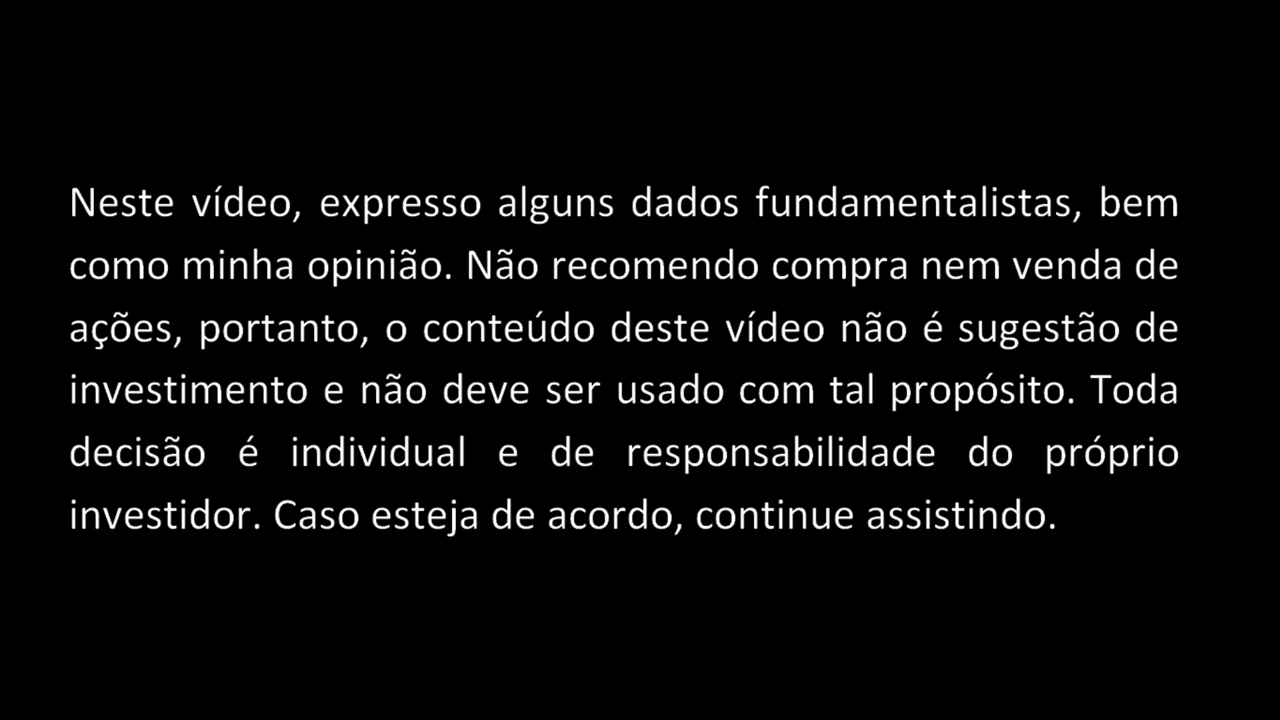 Neste vídeo, expresso alguns dados fundamentalistas, bem
como minha opinião. Não recomendo compra nem venda de
ações, portanto, o conteúdo deste vídeo não é sugestão de
investimento e não deve ser usado com tal propósito. Toda
decisão é individual e de responsabilidade do próprio
investidor. Caso esteja de acordo, continue assistindo.